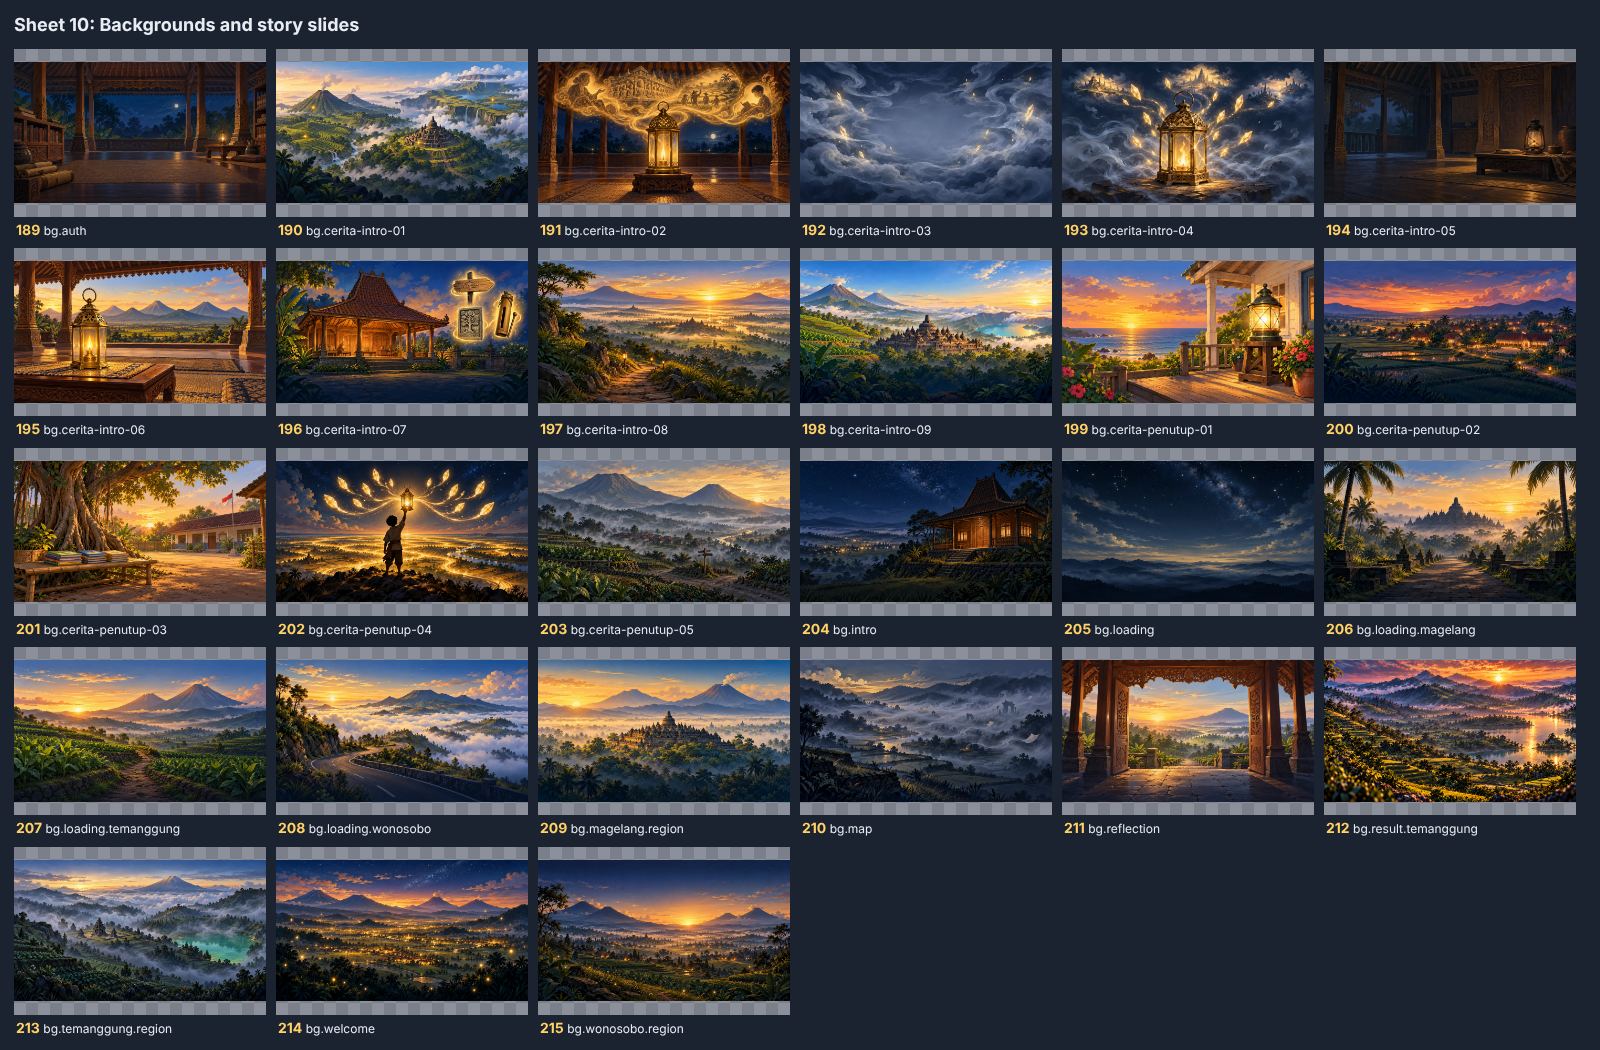 Sheet 10: Backgrounds and story slides
189 bg.auth
190 bg.cerita-intro-01
191 bg.cerita-intro-02
192 bg.cerita-intro-03
193 bg.cerita-intro-04
194 bg.cerita-intro-05
195 bg.cerita-intro-06
196 bg.cerita-intro-07
197 bg.cerita-intro-08
198 bg.cerita-intro-09
199 bg.cerita-penutup-01
200 bg.cerita-penutup-02
201 bg.cerita-penutup-03
202 bg.cerita-penutup-04
203 bg.cerita-penutup-05
204 bg.intro
205 bg.loading
206 bg.loading.magelang
207 bg.loading.temanggung
208 bg.loading.wonosobo
209 bg.magelang.region
210 bg.map
211 bg.reflection
212 bg.result.temanggung
213 bg.temanggung.region
214 bg.welcome
215 bg.wonosobo.region